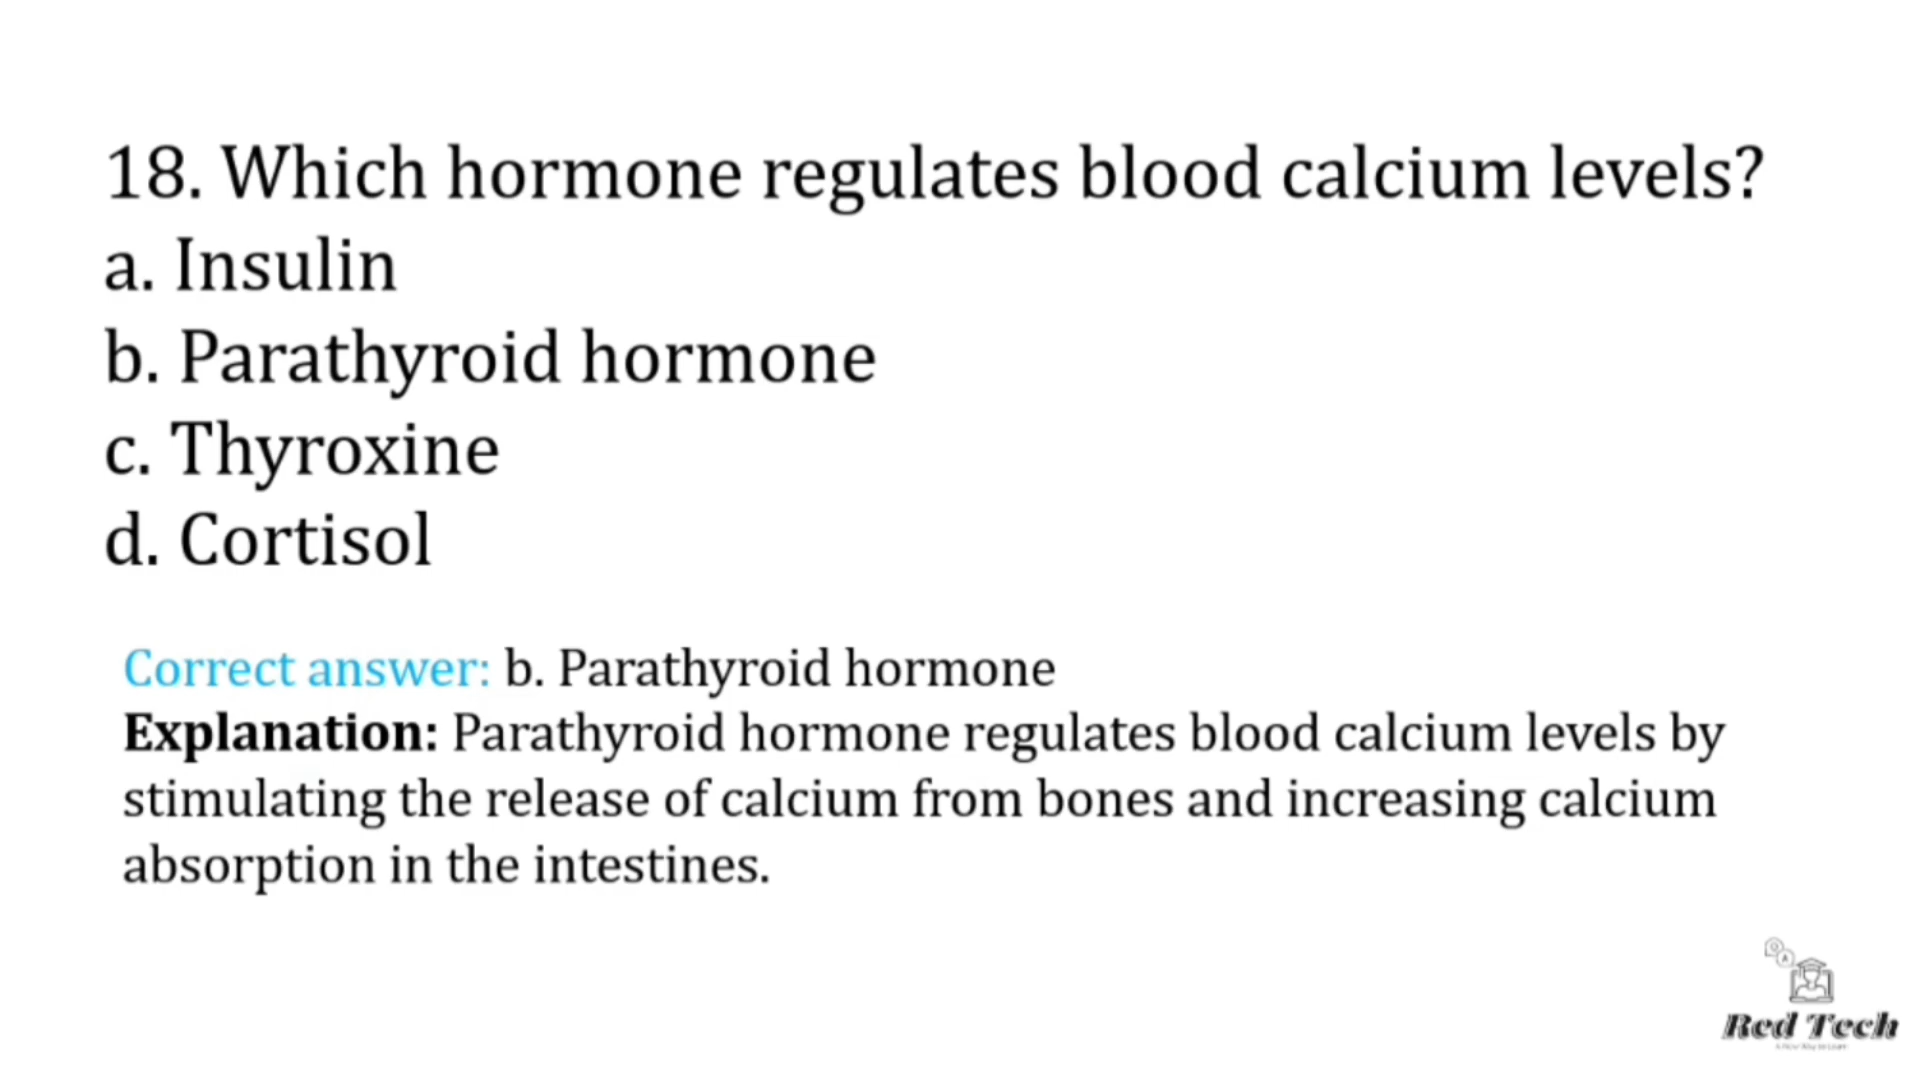 18. Which hormone regulates blood calcium levels?
a. Insulin
b. Parathyroid hormone
c. Thyroxine
d. Cortisol
Correct answer: b. Parathyroid hormone
Explanation: Parathyroid hormone regulates blood calcium levels by
stimulating the release of calcium from bones and increasing calcium
absorption in the intestines.
Q
A
Red Tech